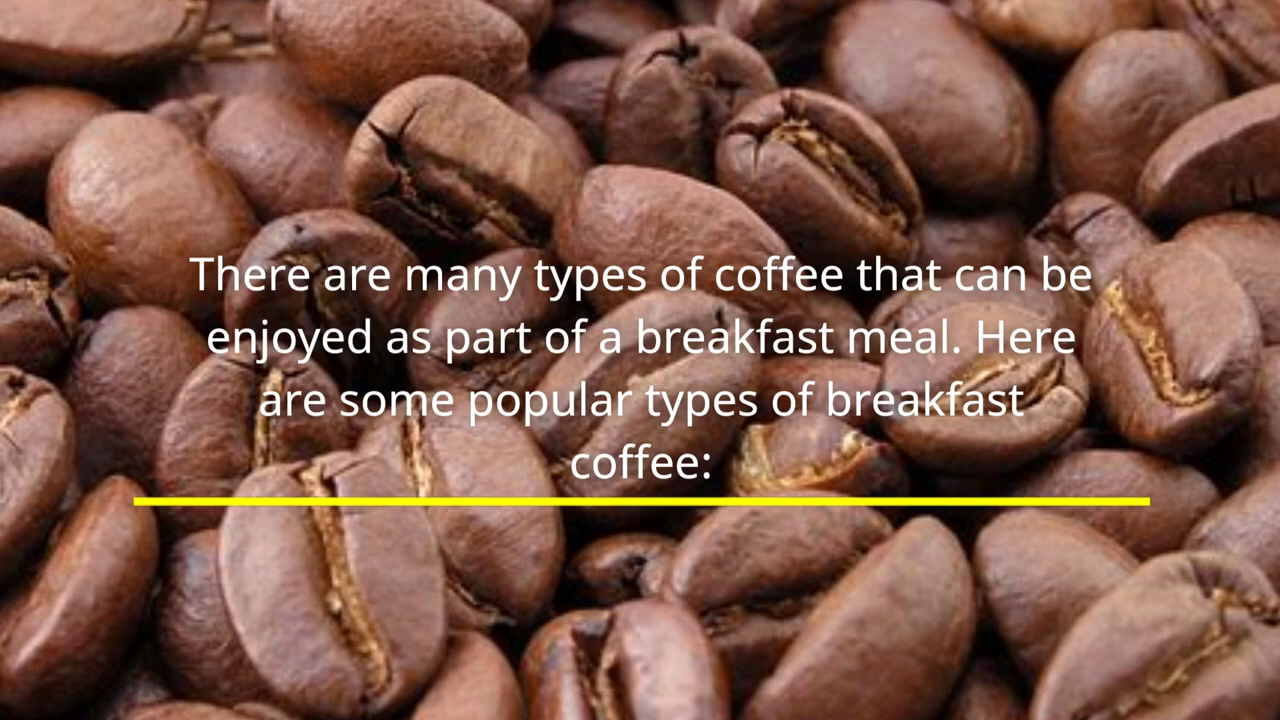 There are many types of coffee that can be
enjoyed as part of a breakfast meal. Here
are some popular types of breakfast
coffee: